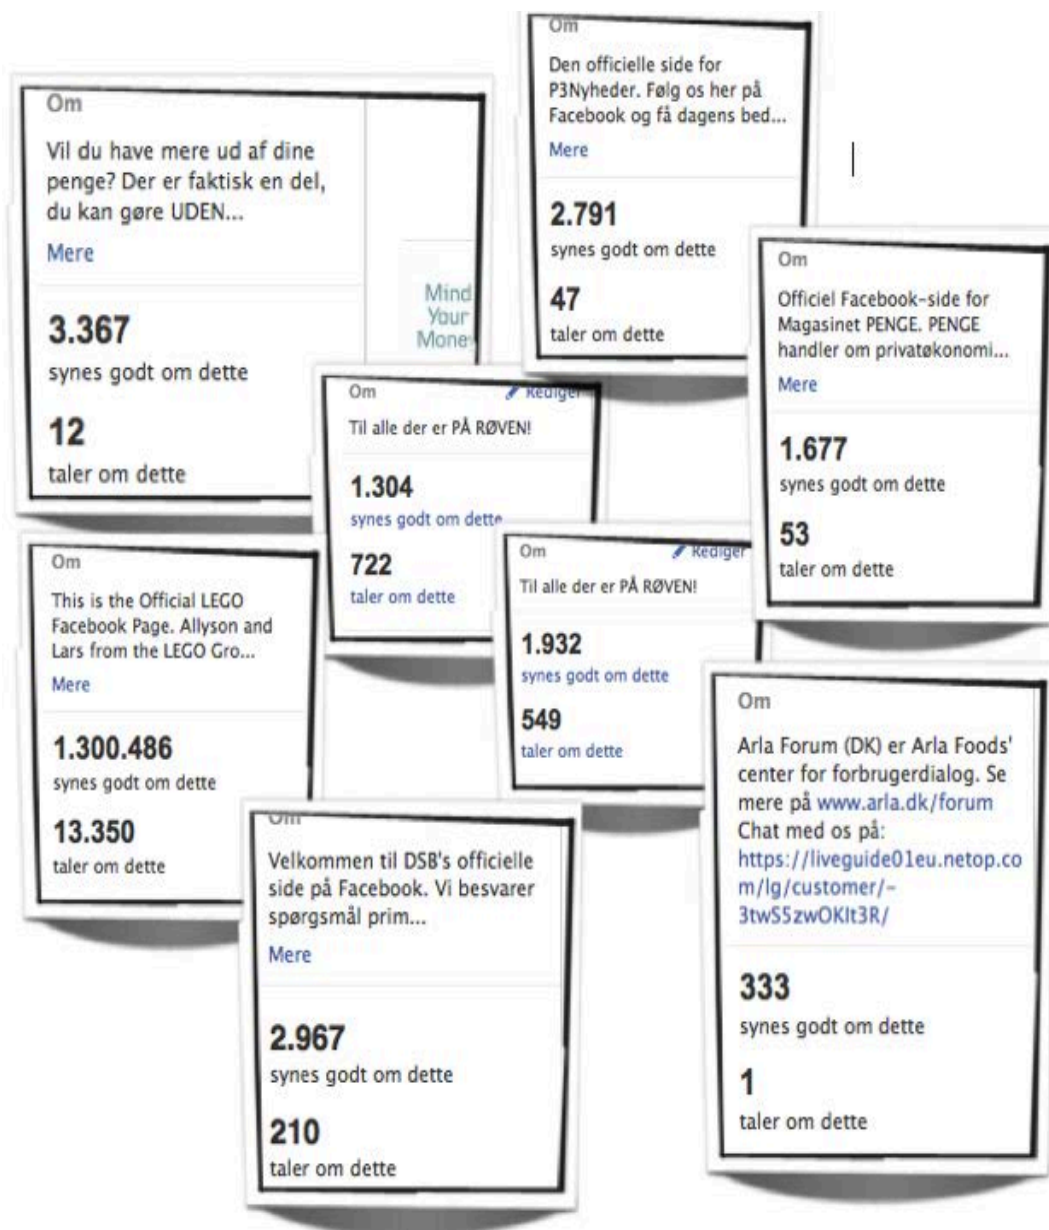 Om
Vil du have mere ud af dine
penge? Der er faktisk en del,
du kan gøre UDEN...
Mere
3.367
synes godt om dette
12
taler om dette
Mind
Your
Money
Om
Den officielle side for
P3Nyheder. Følg os her på
Facebook og få dagens bed...
Mere
2.791
synes godt om dette
47
taler om dette
Om
Officiel Facebook-side for
Magasinet PENGE. PENGE
handler om privatøkonomi...
Mere
1.677
synes godt om dette
53
taler om dette
Om
Rediger
Til alle der er PÅ RØVEN!
1.304
synes godt om dette
722
taler om dette
Om
Rediger
Til alle der er PÅ RØVEN!
1.932
synes godt om dette
549
taler om dette
Om
This is the Official LEGO
Facebook Page. Allyson and
Lars from the LEGO Gro...
Mere
1.300.486
synes godt om dette
13.350
taler om dette
Om
Velkommen til DSB's officielle
side på Facebook. Vi besvarer
spørgsmål prim...
Mere
2.967
synes godt om dette
210
taler om dette
Om
Arla Forum (DK) er Arla Foods'
center for forbrugerdialog. Se
mere på www.arla.dk/forum
Chat med os på:
https://liveguide01eu.netop.co
m/lg/customer/-
3twS5zwOKIt3R/
333
synes godt om dette
1
taler om dette